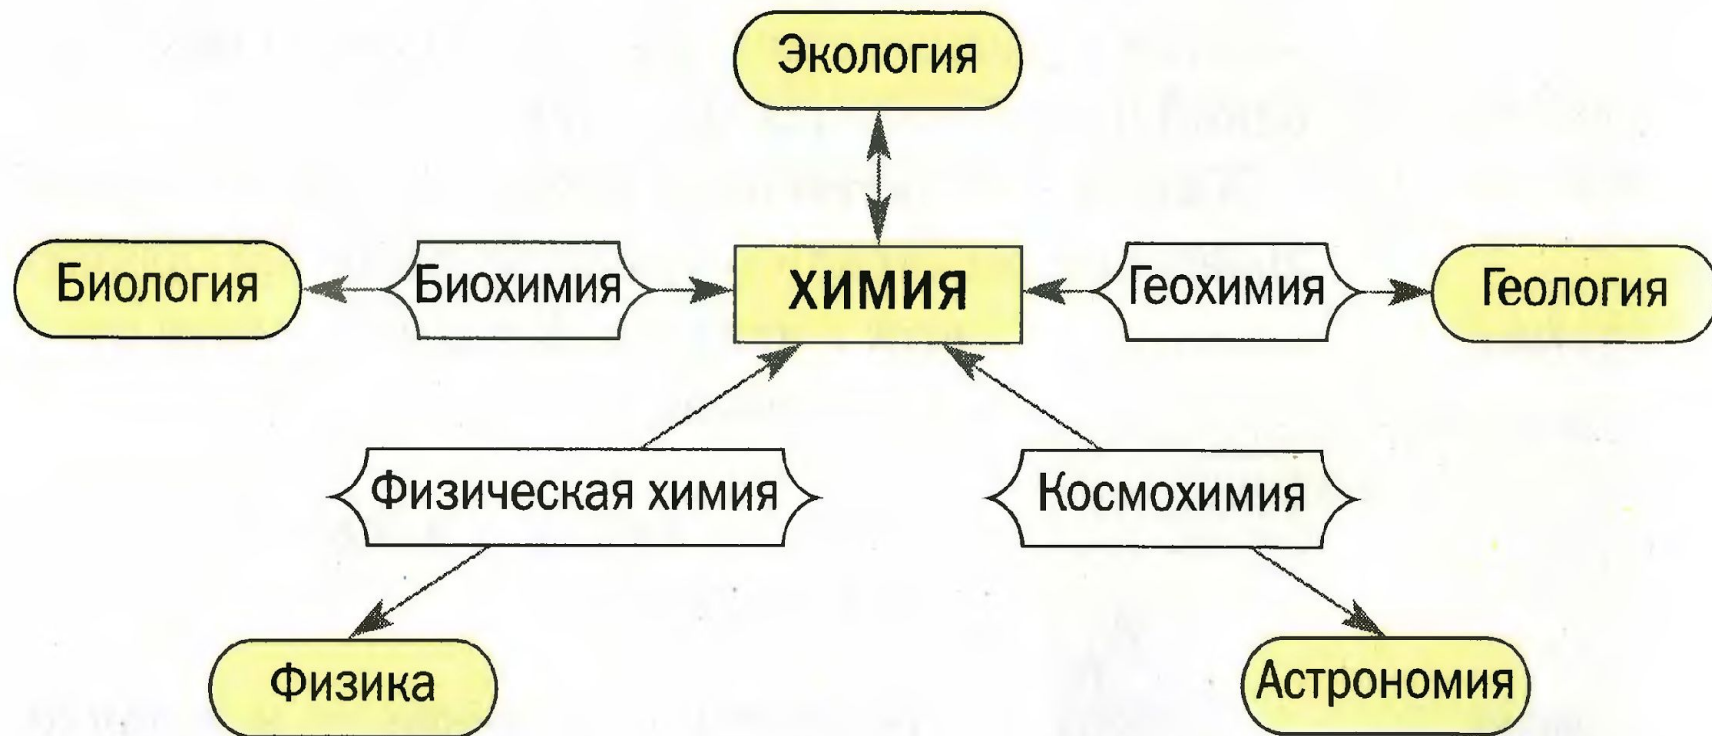 Экология
Биология
Биохимия
ХИМИЯ
Геохимия
Геология
Физическая химия
Космохимия
Физика
Астрономия